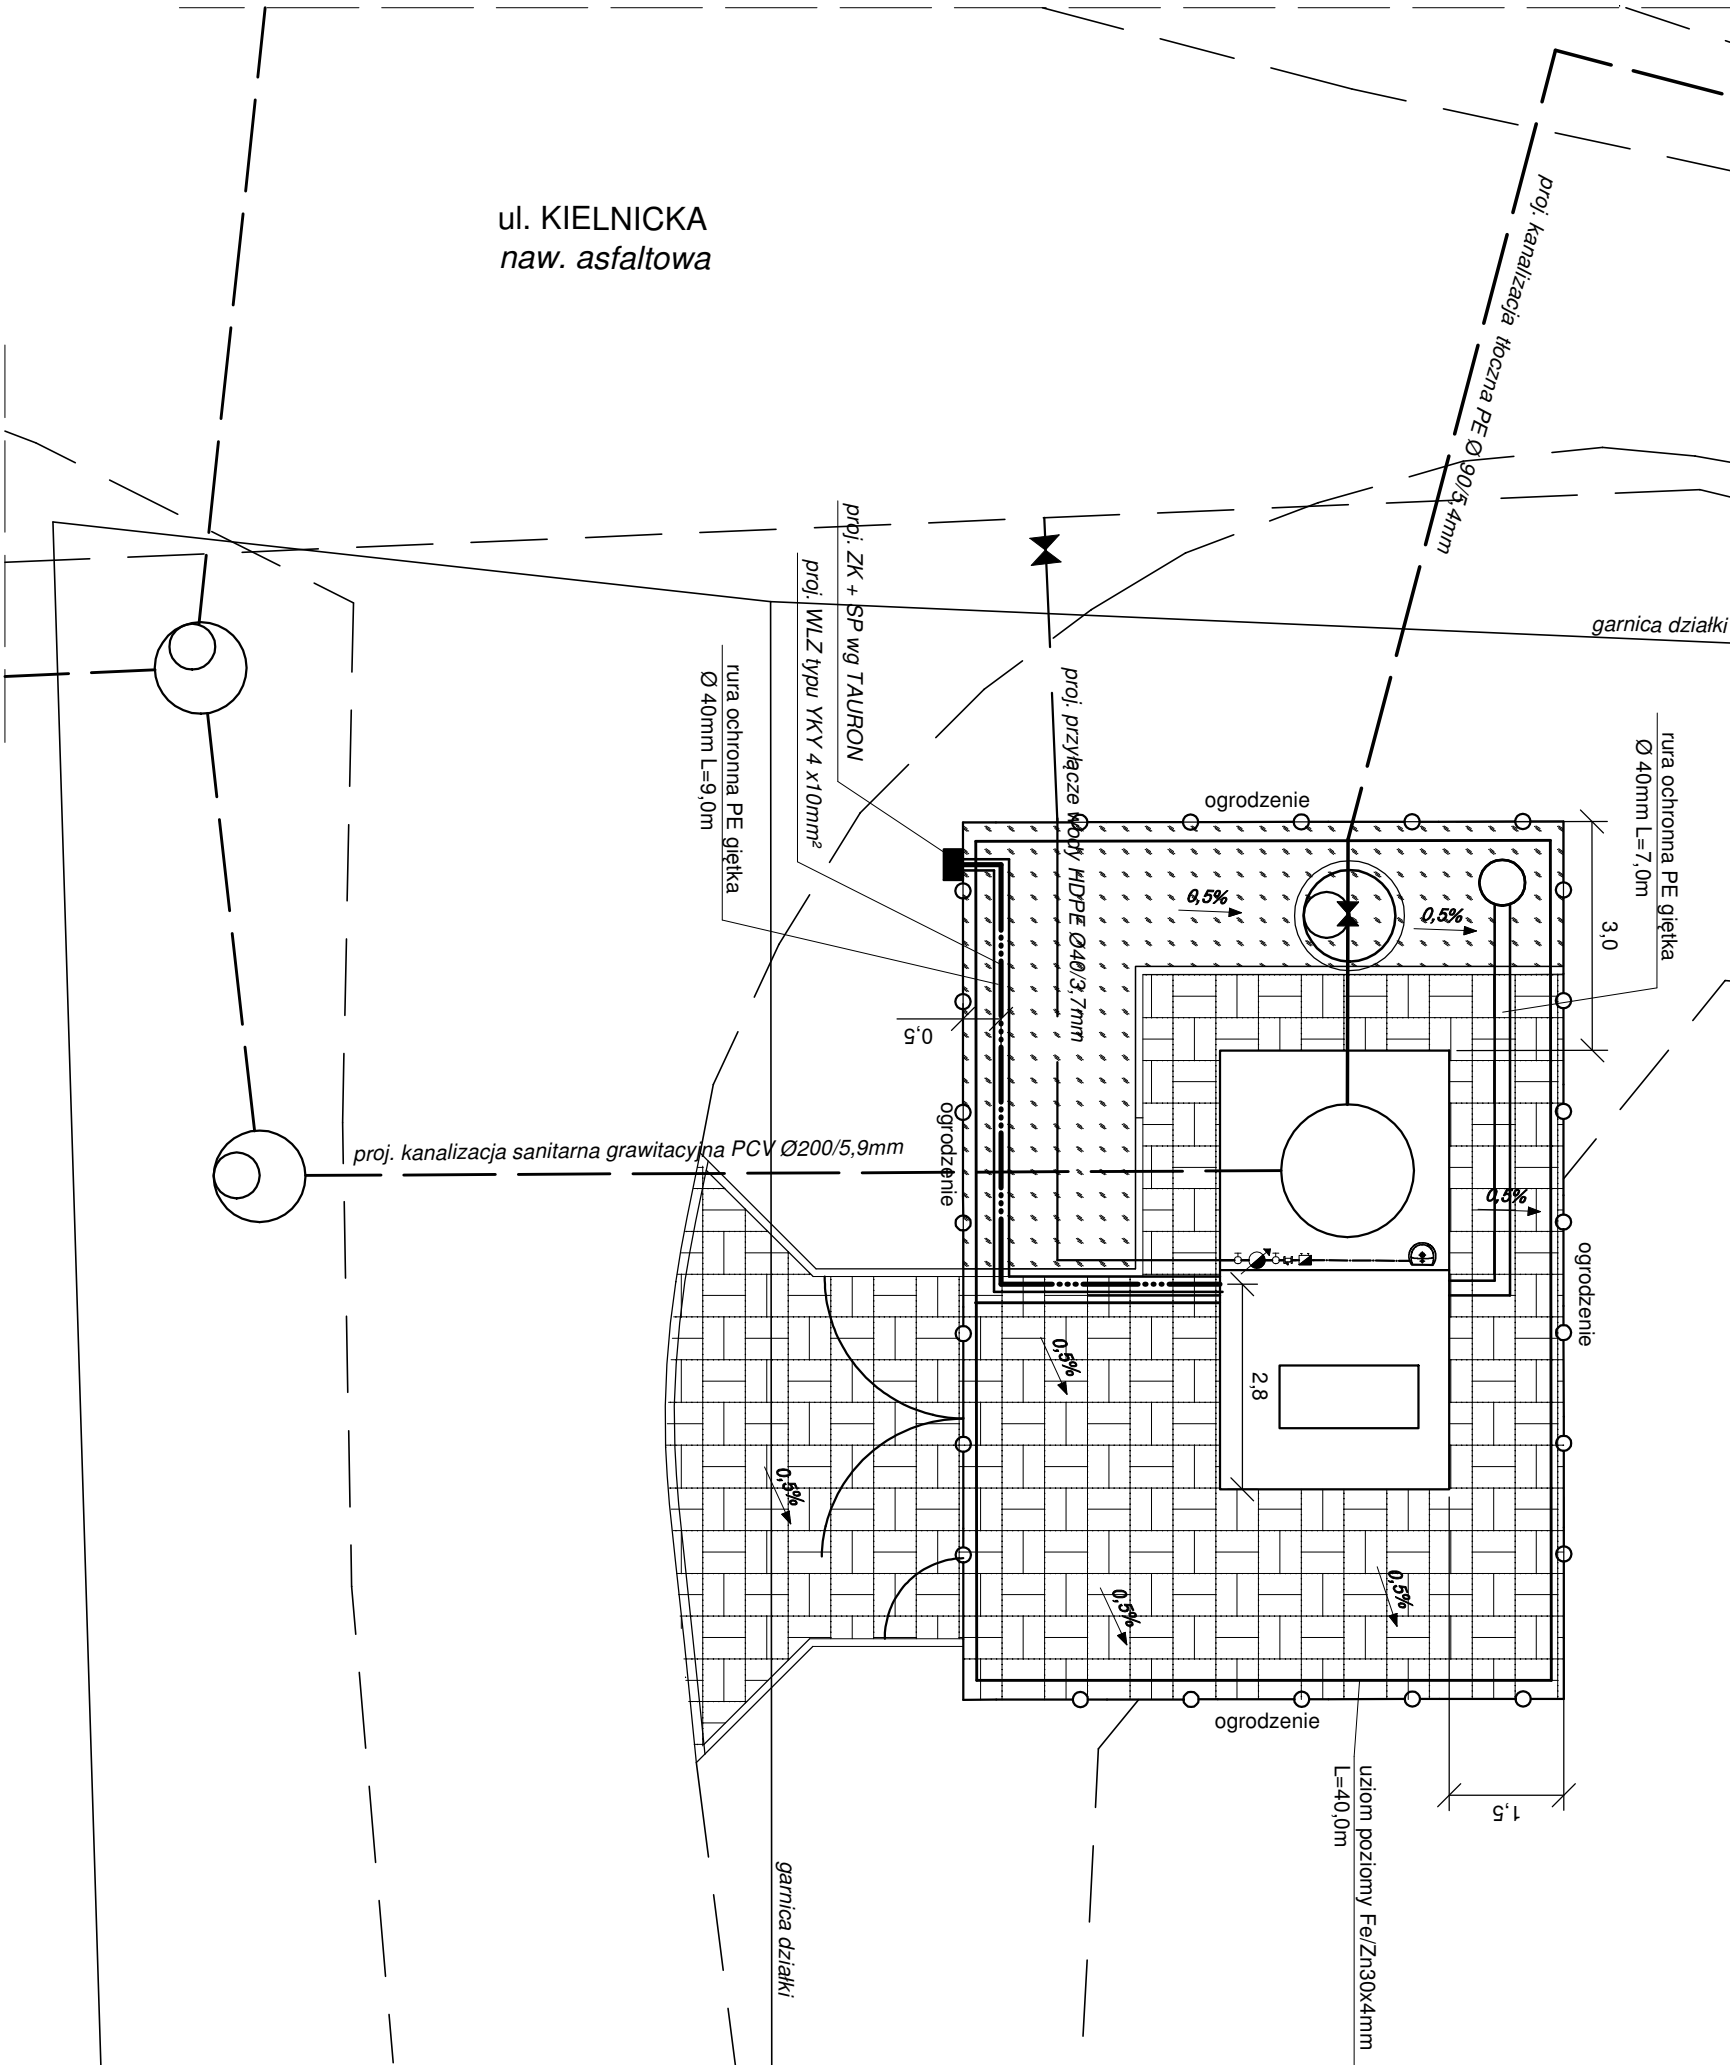 ul. KIELNICKA
naw. asfaltowa
proj. kanalizacja tłoczna PE Ø 90/5,4mm
garnica działki
proj. ZK + SP wg TAURON
proj. WLZ typu YKY 4 x10mm²
rura ochronna PE giętka
Ø 40mm L=9,0m
proj. przyłącze wody HDPE Ø40/3,7mm
rura ochronna PE giętka
Ø 40mm L=7,0m
ogrodzenie
3,0
0,5%
0,5%
0,5
ogrodzenie
proj. kanalizacja sanitarna grawitacyjna PCV Ø200/5,9mm
0,5%
ogrodzenie
2,8
0,5%
0,5%
0,5%
0,5%
ogrodzenie
1,5
uziom poziomy Fe/Zn30x4mm
L=40,0m
garnica działki